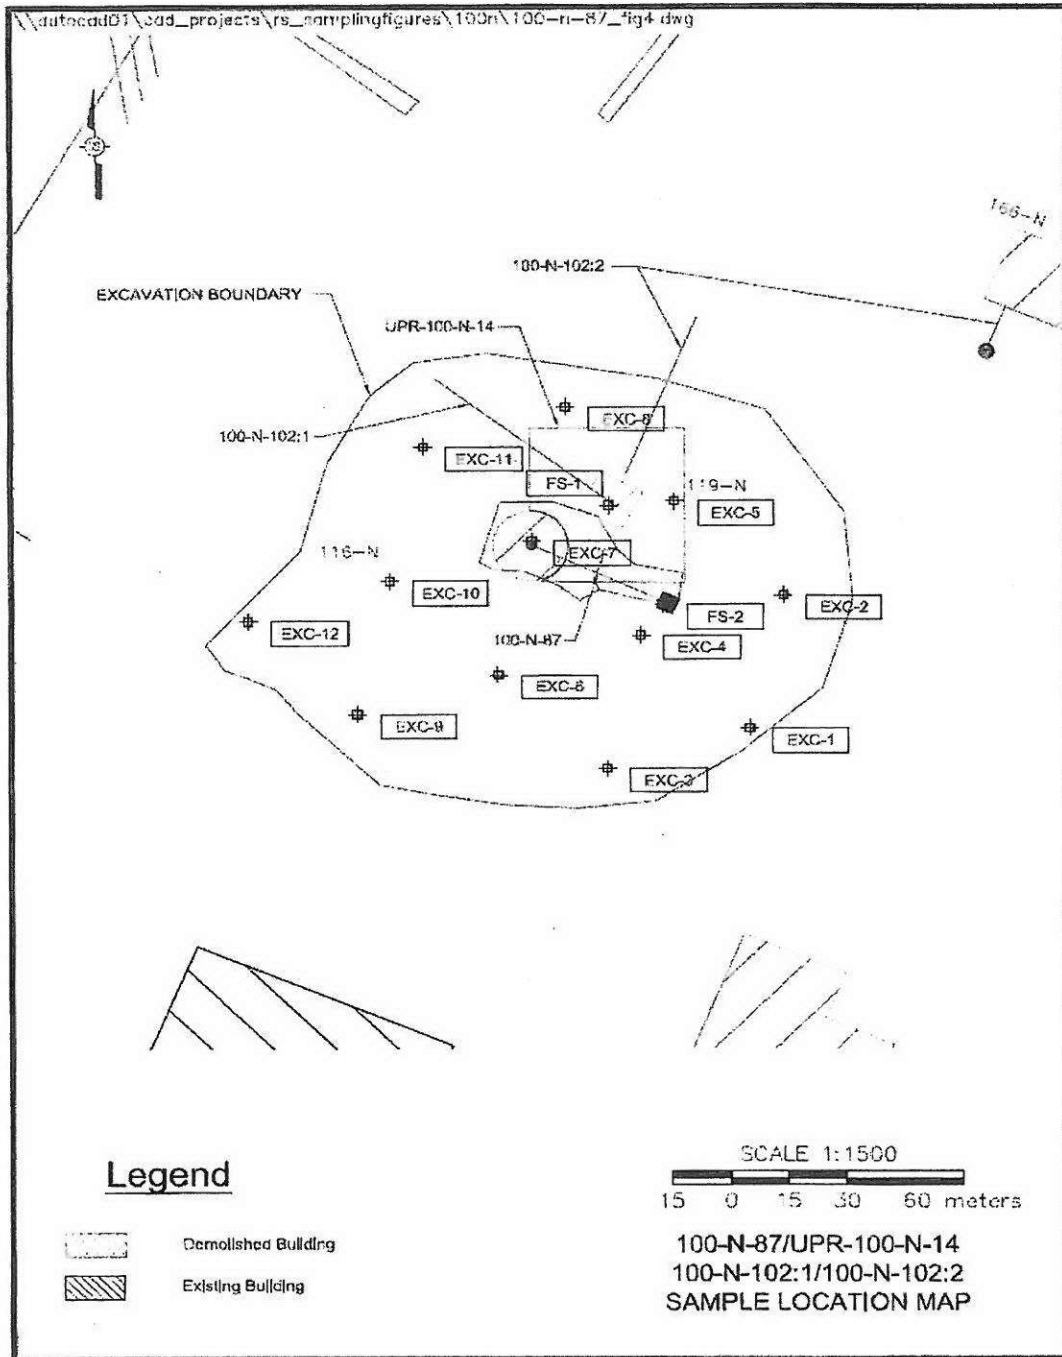 \\autocad01\cad_projects\rs_samplingfigures\100n\100-n-87_fig4.dwg
166-N
100-N-102:2
EXCAVATION BOUNDARY
UPR-100-N-14
EXC-8
100-N-102:1
EXC-11
FS-1
119-N
EXC-5
116-N
EXC-7
EXC-10
EXC-2
FS-2
EXC-12
100-N-87
EXC-4
EXC-6
EXC-9
EXC-1
EXC-3
Legend
Demolished Building
Existing Building
SCALE 1:1500
15 0 15 30 60 meters
100-N-87/UPR-100-N-14
100-N-102:1/100-N-102:2
SAMPLE LOCATION MAP